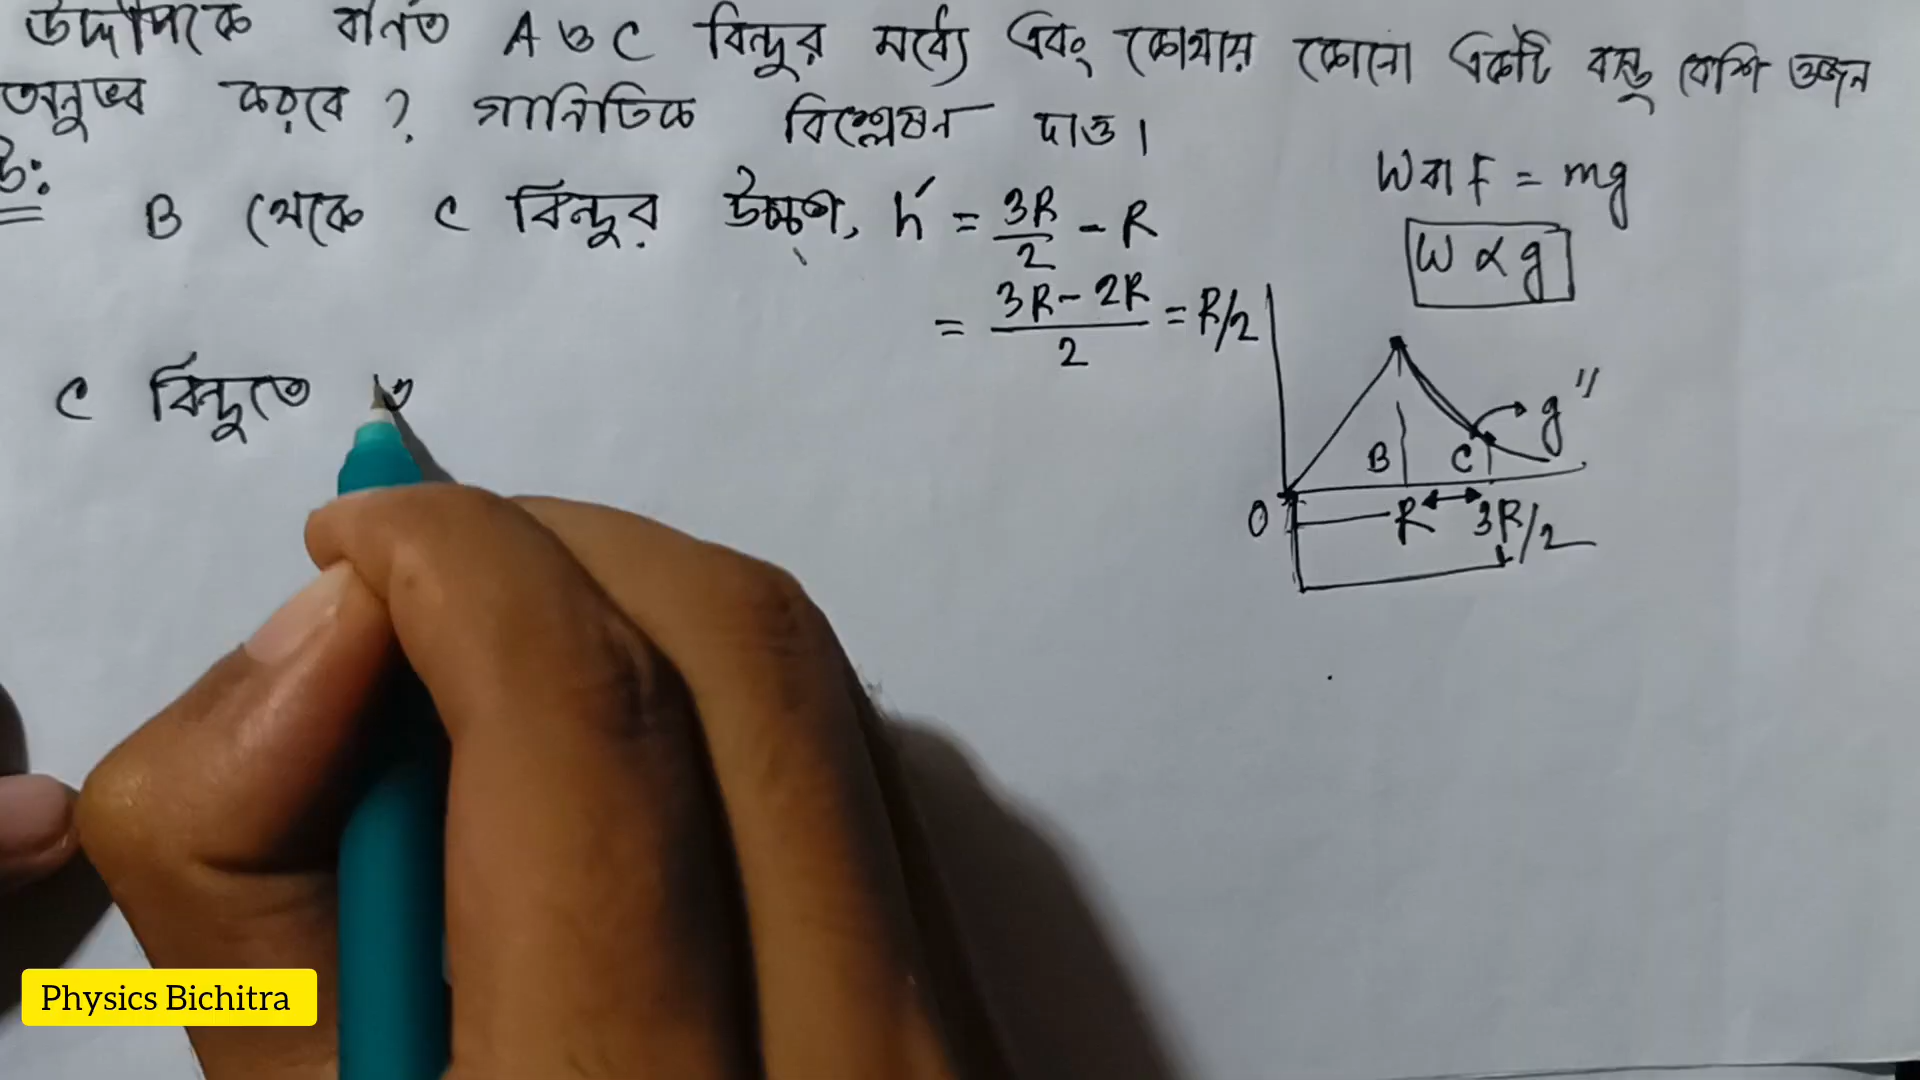 উদ্দীপকে বর্ণিত A ও C বিন্দুর মধ্যে এবং কোথায় কোনো একটি বস্তু বেশি ওজন
অনুভব করবে ? গানিতিক বিশ্লেষন দাও।
উ:
B থেকে C বিন্দুর উচ্চতা, h′ = 3R/2 - R
= (3R - 2R)/2 = R/2
C বিন্দুতে
W বা F = mg
W ∝ g
g″
B C
O R 3R/2
Physics Bichitra